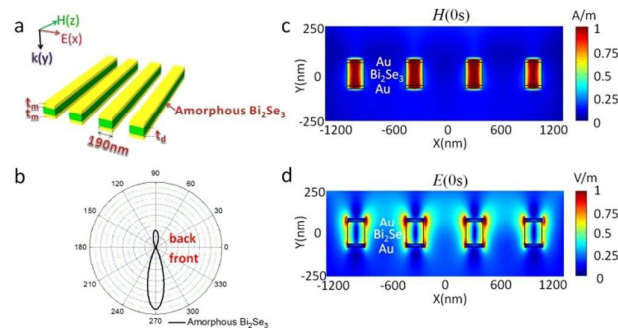 a
H(z)
E(x)
k(y)
Amorphous Bi₂Se₃
tₘ
tₘ
190nm
t_d
b
90
120
60
150
30
180
back
0
front
210
330
240
300
270
Amorphous Bi₂Se₃
c
H(0s)
A/m
250
1
Au
0.75
Y(nm)
0
Bi₂Se₃
0.5
Au
0.25
-250
0
-1200
-600
0
600
1200
X(nm)
d
E(0s)
V/m
250
1
Au
0.75
Y(nm)
0
Bi₂Se
0.5
Au
0.25
-250
0
-1200
-600
0
600
1200
X(nm)